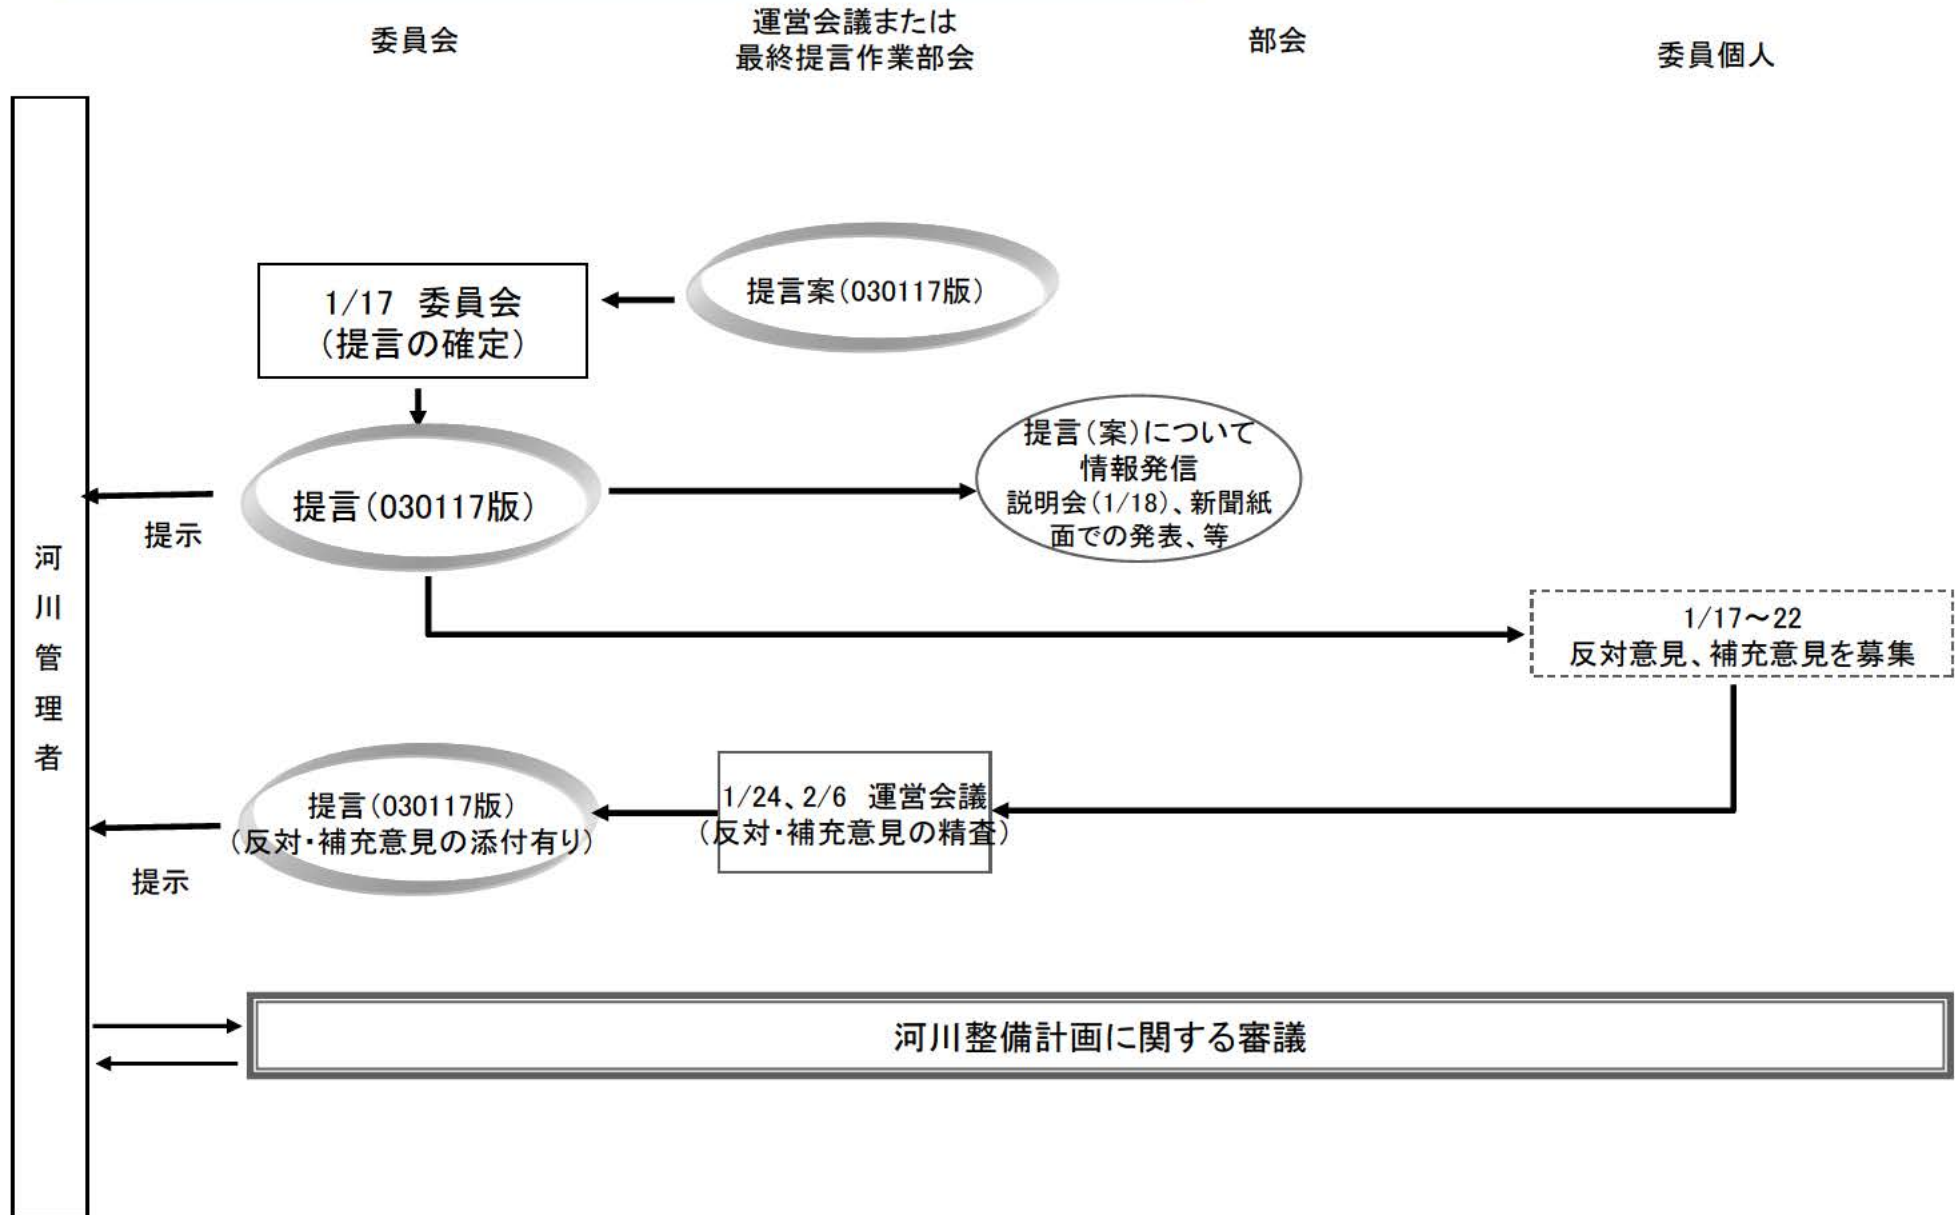 委員会
運営会議または
最終提言作業部会
部会
委員個人
提言案(030117版)
1/17 委員会
(提言の確定)
提言(030117版)
提示
提言(案)について
情報発信
説明会(1/18)、新聞紙
面での発表、等
河
川
管
理
者
1/17～22
反対意見、補充意見を募集
1/24、2/6 運営会議
(反対・補充意見の精査)
提言(030117版)
(反対・補充意見の添付有り)
提示
河川整備計画に関する審議